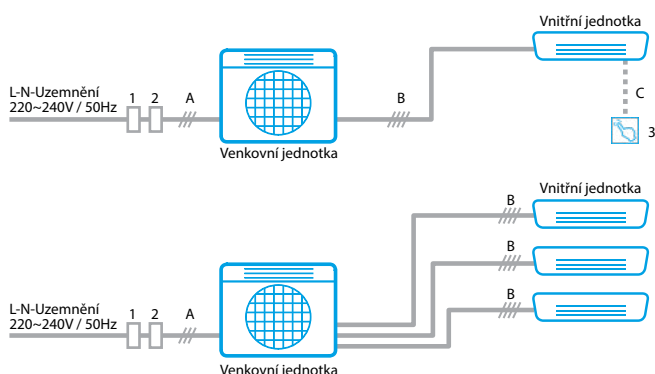 Vnitřní jednotka
L-N-Uzemnění
220~240V / 50Hz
1 2 A
B
C
3
Venkovní jednotka
Vnitřní jednotka
B
B
B
L-N-Uzemnění
220~240V / 50Hz
1 2 A
Venkovní jednotka